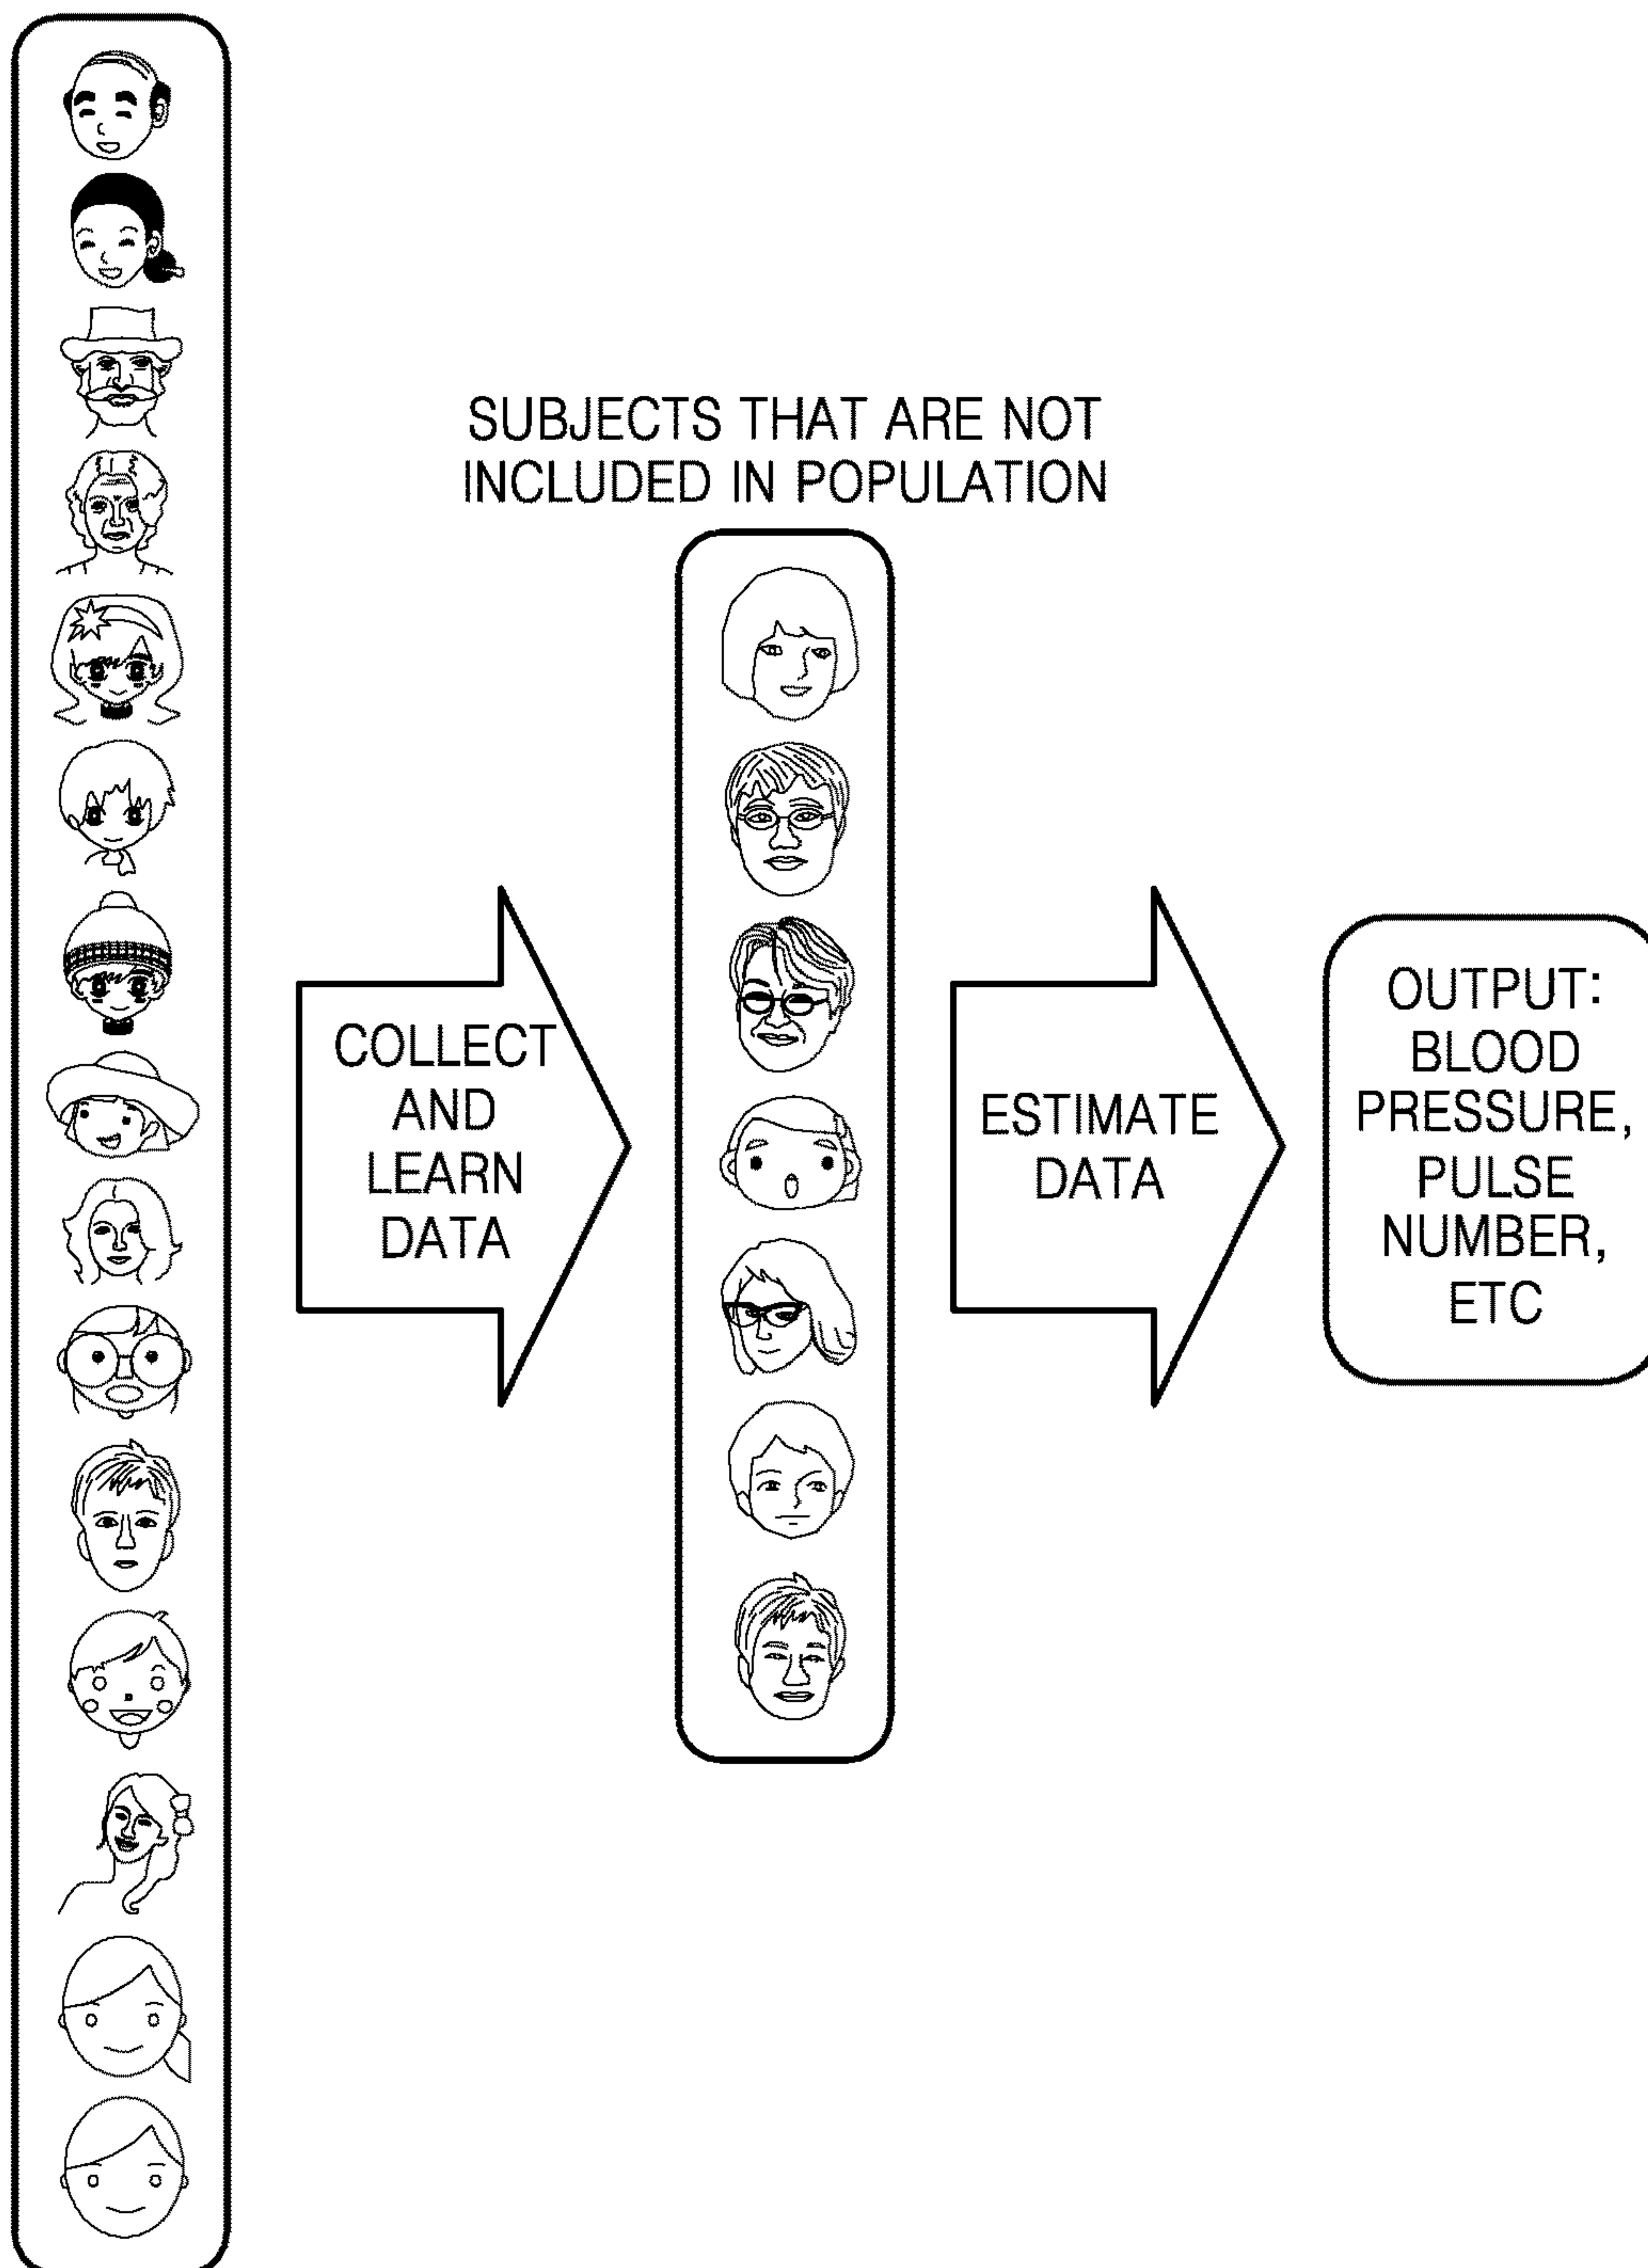 SUBJECTS THAT ARE NOT
INCLUDED IN POPULATION
COLLECT
AND
LEARN
DATA
ESTIMATE
DATA
OUTPUT:
BLOOD
PRESSURE,
PULSE
NUMBER,
ETC